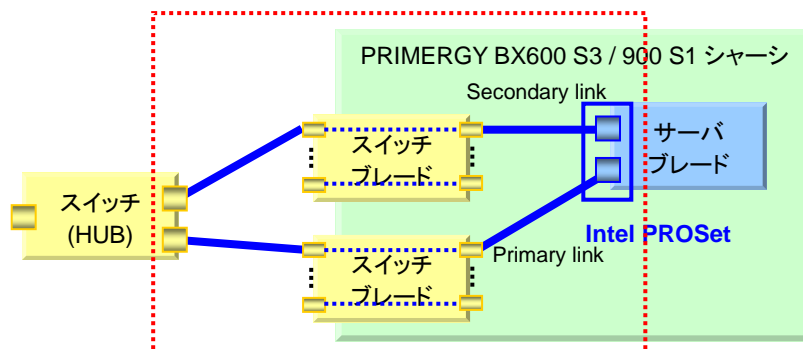 PRIMERGY BX600 S3 / 900 S1 シャーシ
Secondary link
スイッチ
ブレード
サーバ
ブレード
スイッチ
(HUB)
Intel PROSet
Primary link
スイッチ
ブレード